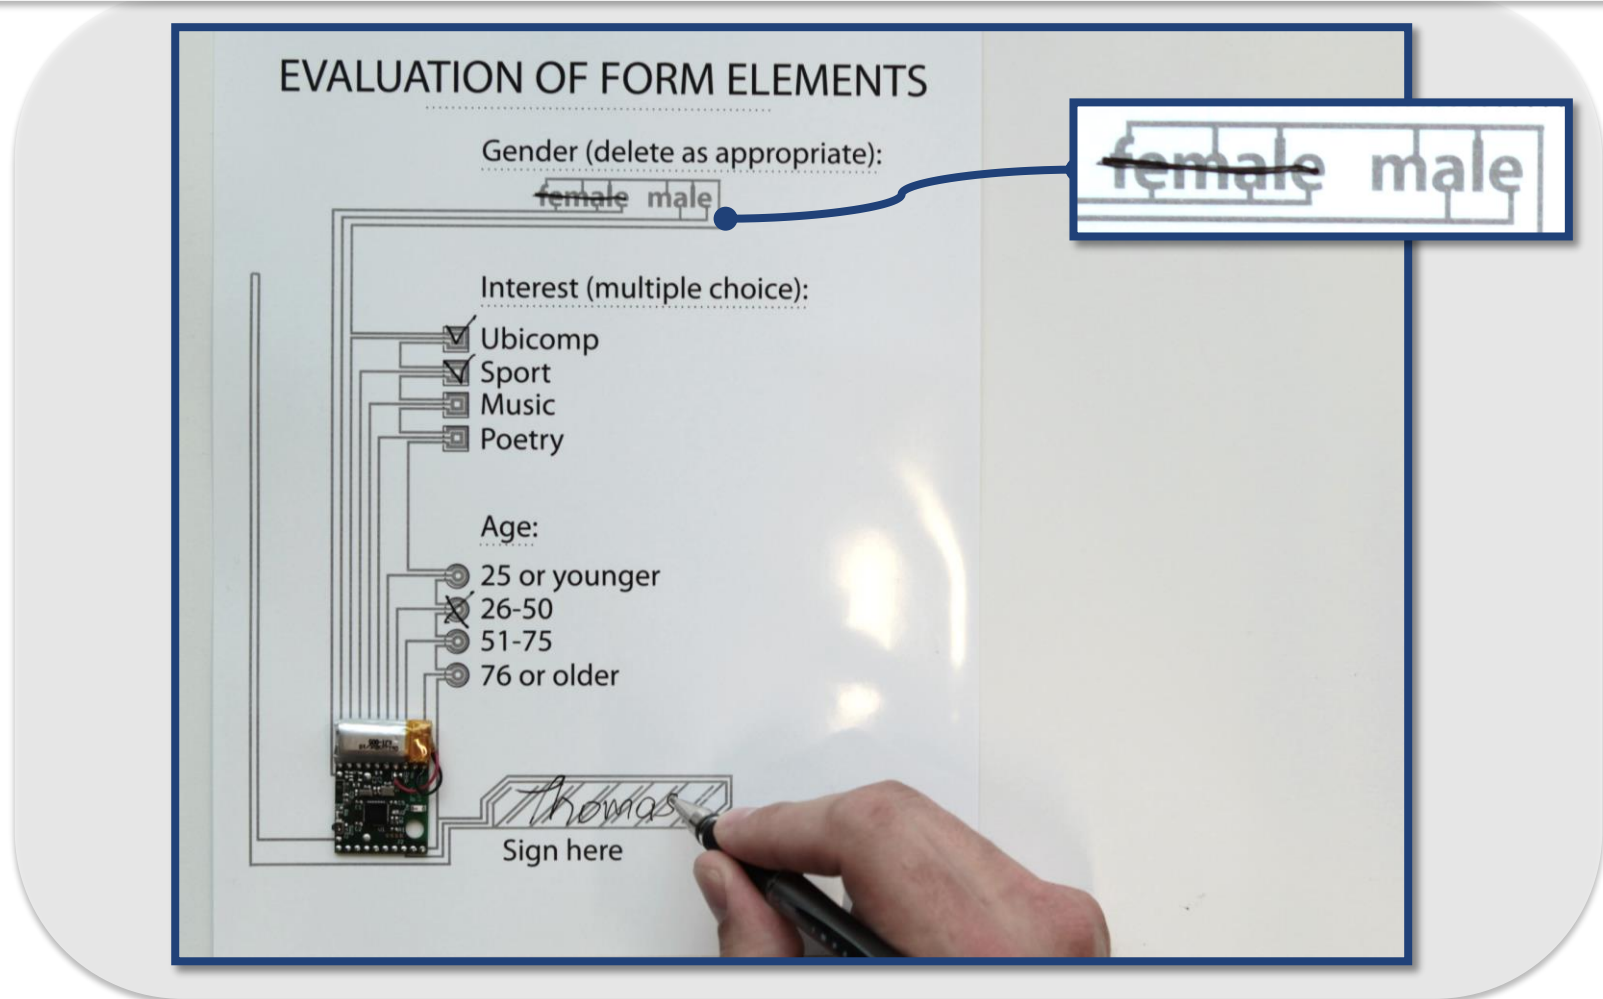 EVALUATION OF FORM ELEMENTS
Gender (delete as appropriate):
female male
female male
Interest (multiple choice):
Ubicomp
Sport
Music
Poetry
Age:
25 or younger
26-50
51-75
76 or older
Thomas
Sign here